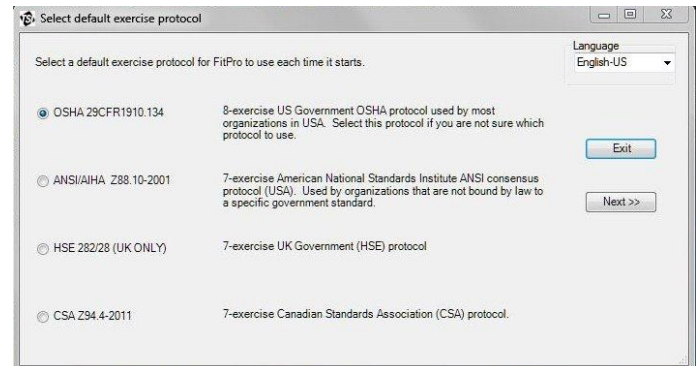 TSI Select default exercise protocol
Language
Select a default exercise protocol for FitPro to use each time it starts.
English-US
OSHA 29CFR1910.134
8-exercise US Government OSHA protocol used by most
organizations in USA. Select this protocol if you are not sure which
protocol to use.
Exit
ANSI/AIHA Z88.10-2001
7-exercise American National Standards Institute ANSI consensus
protocol (USA). Used by organizations that are not bound by law to
a specific government standard.
Next >>
HSE 282/28 (UK ONLY)
7-exercise UK Government (HSE) protocol
CSA Z94.4-2011
7-exercise Canadian Standards Association (CSA) protocol.